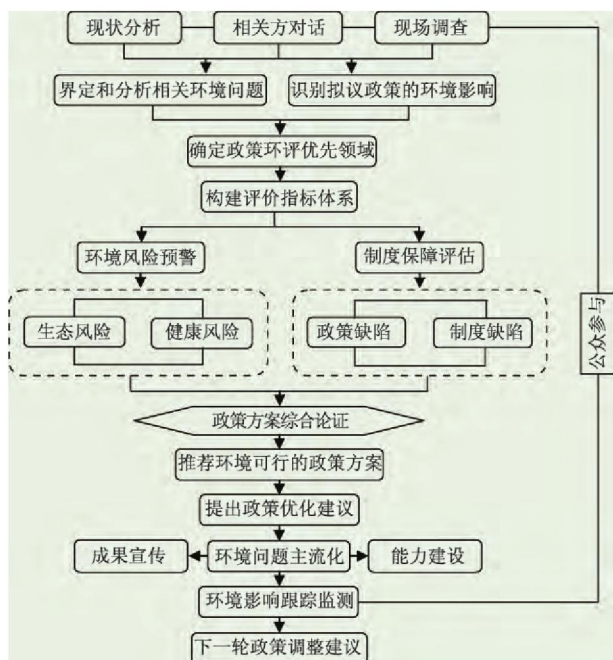 现状分析
相关方对话
现场调查
界定和分析相关环境问题
识别拟议政策的环境影响
确定政策环评优先领域
构建评价指标体系
环境风险预警
制度保障评估
生态风险
健康风险
政策缺陷
制度缺陷
公众参与
政策方案综合论证
推荐环境可行的政策方案
提出政策优化建议
成果宣传
环境问题主流化
能力建设
环境影响跟踪监测
下一轮政策调整建议